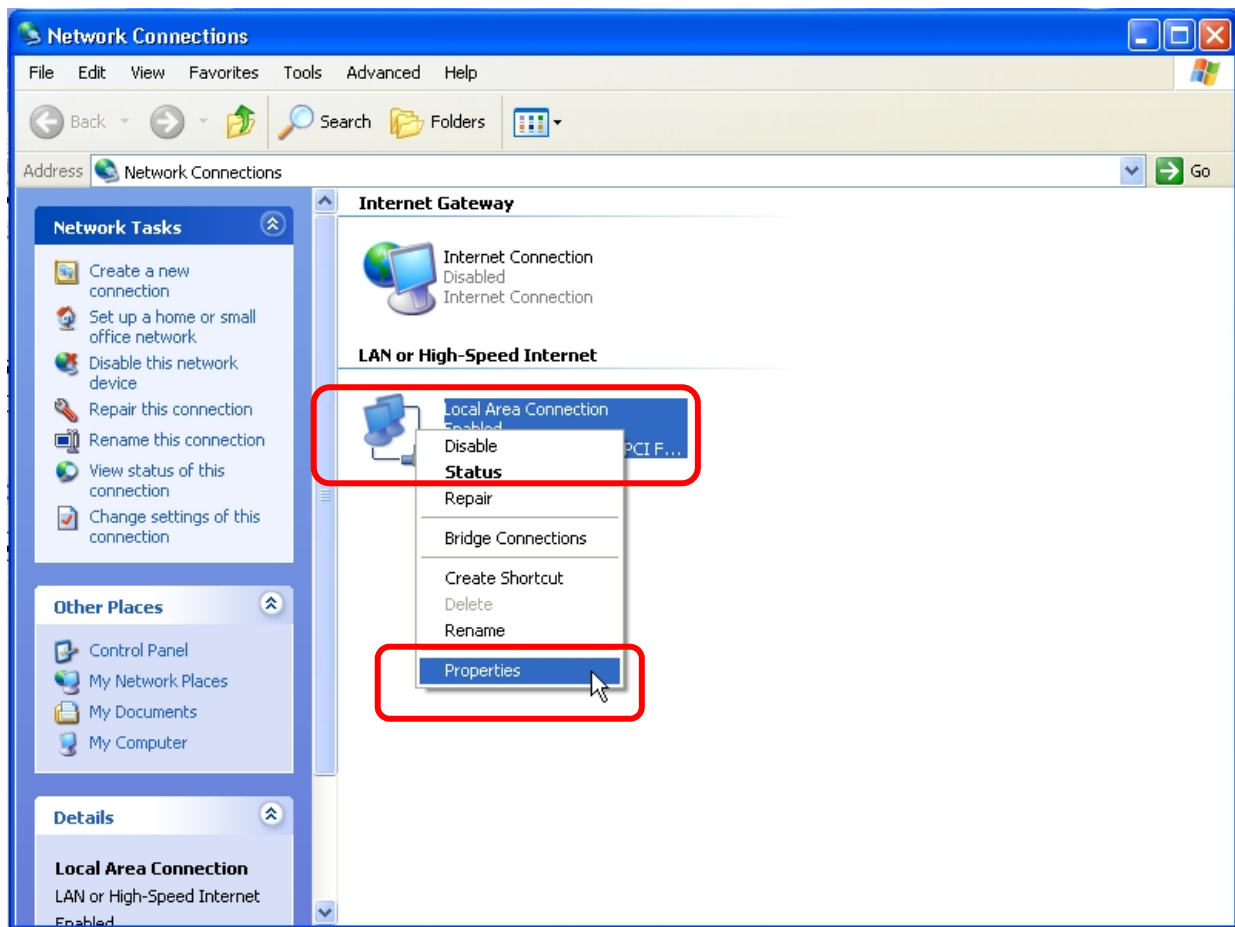 Network Connections
File Edit View Favorites Tools Advanced Help
Back Search Folders
Address Network Connections Go
Network Tasks
Create a new
connection
Set up a home or small
office network
Disable this network
device
Repair this connection
Rename this connection
View status of this
connection
Change settings of this
connection
Other Places
Control Panel
My Network Places
My Documents
My Computer
Details
Local Area Connection
LAN or High-Speed Internet
Enabled
Internet Gateway
Internet Connection
Disabled
Internet Connection
LAN or High-Speed Internet
Local Area Connection
Enabled
PCI F...
Disable
Status
Repair
Bridge Connections
Create Shortcut
Delete
Rename
Properties